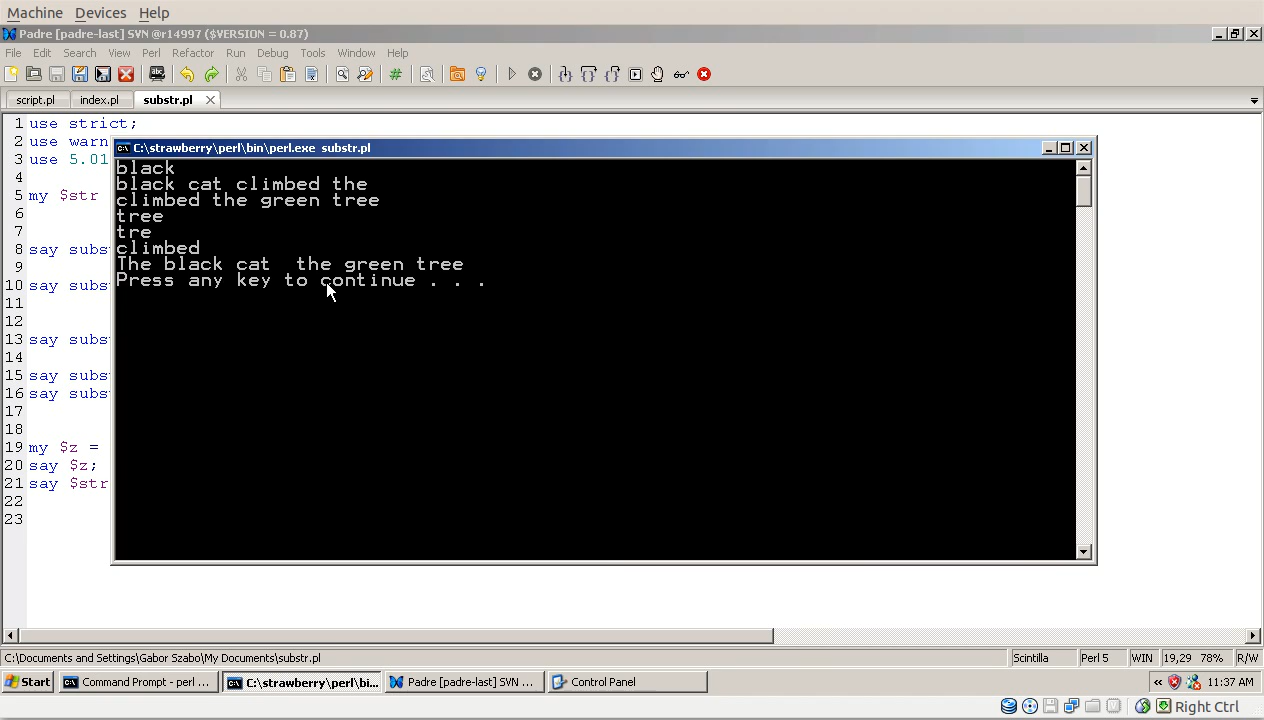 Machine Devices Help
Padre [padre-last] SVN @r14997 ($VERSION = 0.87)
File Edit Search View Perl Refactor Run Debug Tools Window Help
script.pl index.pl substr.pl
1 use strict;
2 use warn
3 use 5.01
4
5 my $str
6
7
8 say subs
9
10 say subs
11
12
13 say subs
14
15 say subs
16 say subs
17
18
19 my $z =
20 say $z;
21 say $str
22
23
C:\strawberry\perl\bin\perl.exe substr.pl
black
black cat climbed the
climbed the green tree
tree
tre
climbed
The black cat  the green tree
Press any key to continue . . .
C:\Documents and Settings\Gabor Szabo\My Documents\substr.pl Scintilla Perl 5 WIN 19,29 78% R/W
Start Command Prompt - perl ... C:\strawberry\perl\bi... Padre [padre-last] SVN ... Control Panel « 11:37 AM
Right Ctrl